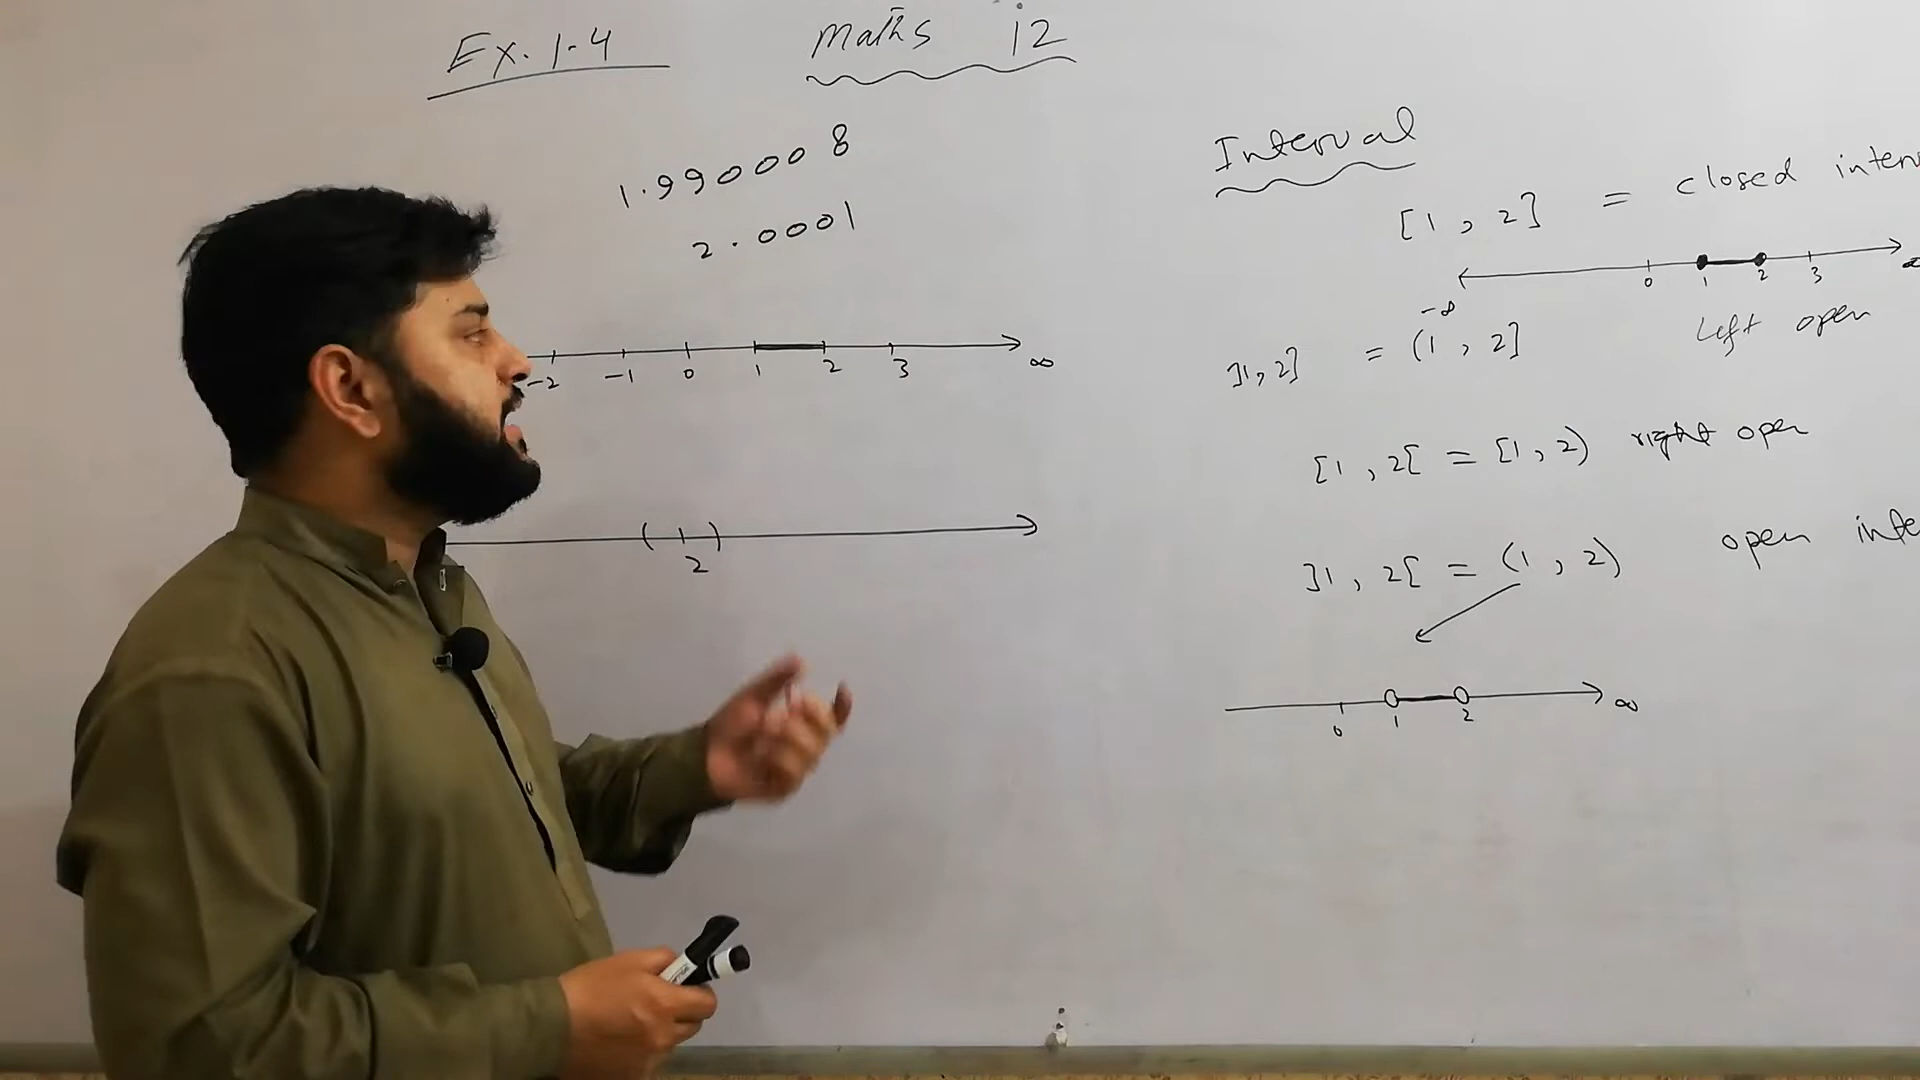 Ex. 1.4
Maths 12
1.990008
2.0001
-2 -1 0 1 2 3 ∞
2
Interval
[1, 2] = closed interv
0 1 2 3
-∞
]1, 2] = (1, 2] Left open
[1, 2[ = [1, 2) right open
]1, 2[ = (1, 2) open inte
0 1 2 ∞